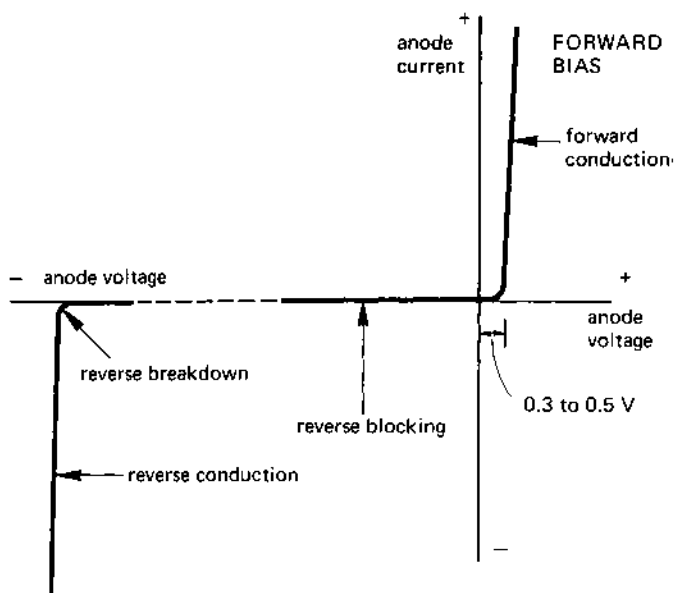 +
anode
current
FORWARD
BIAS
forward
conduction
− anode voltage
+
anode
voltage
reverse breakdown
0.3 to 0.5 V
reverse blocking
reverse conduction
−